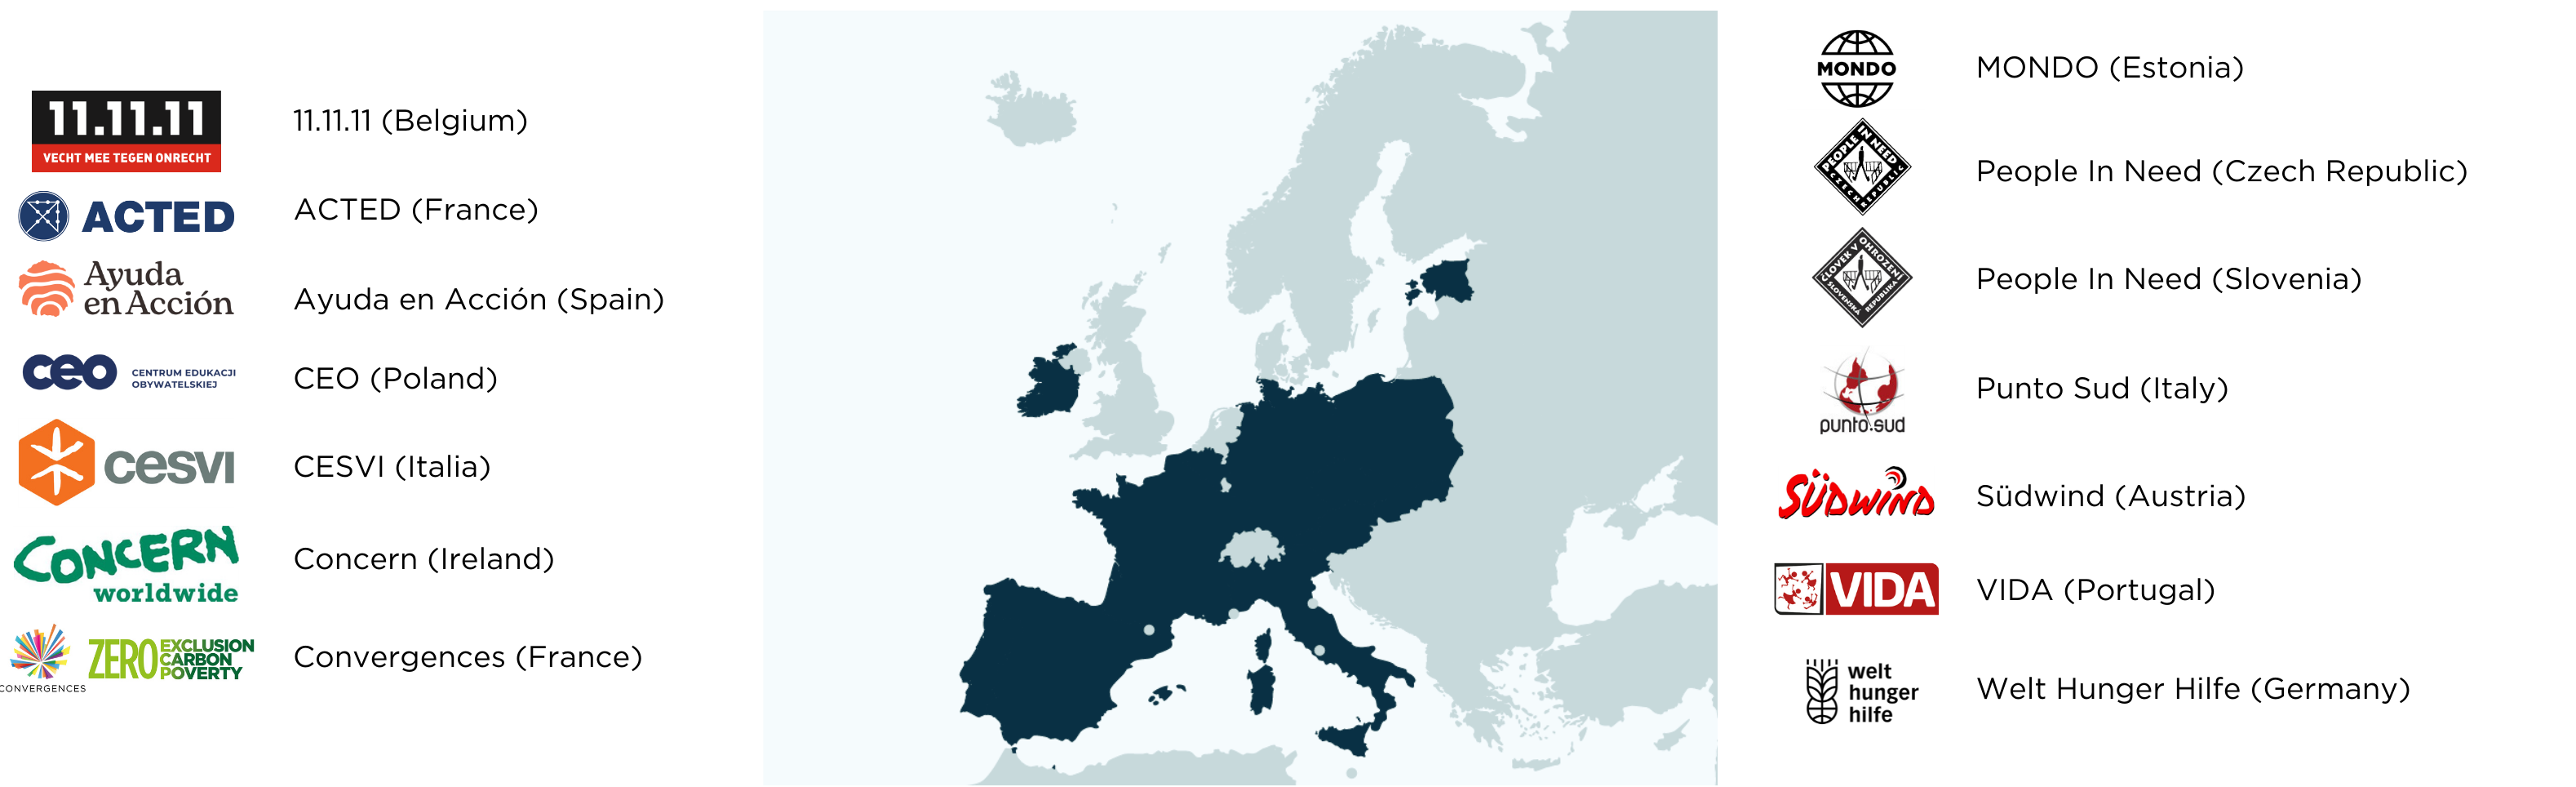 11.11.11
VECHT MEE TEGEN ONRECHT
11.11.11 (Belgium)
ACTED
ACTED (France)
Ayuda
en Acción
Ayuda en Acción (Spain)
ceo
CENTRUM EDUKACJI
OBYWATELSKIEJ
CEO (Poland)
cesvi
CESVI (Italia)
CONCERN
worldwide
Concern (Ireland)
CONVERGENCES
ZERO
EXCLUSION
CARBON
POVERTY
Convergences (France)
MONDO
MONDO (Estonia)
PEOPLE IN NEED
CZECH REPUBLIC
People In Need (Czech Republic)
ČLOVEK V OHROZENÍ
SLOVENSKÁ REPUBLIKA
People In Need (Slovenia)
punto.sud
Punto Sud (Italy)
SÜDWIND
Südwind (Austria)
VIDA
VIDA (Portugal)
welt
hunger
hilfe
Welt Hunger Hilfe (Germany)